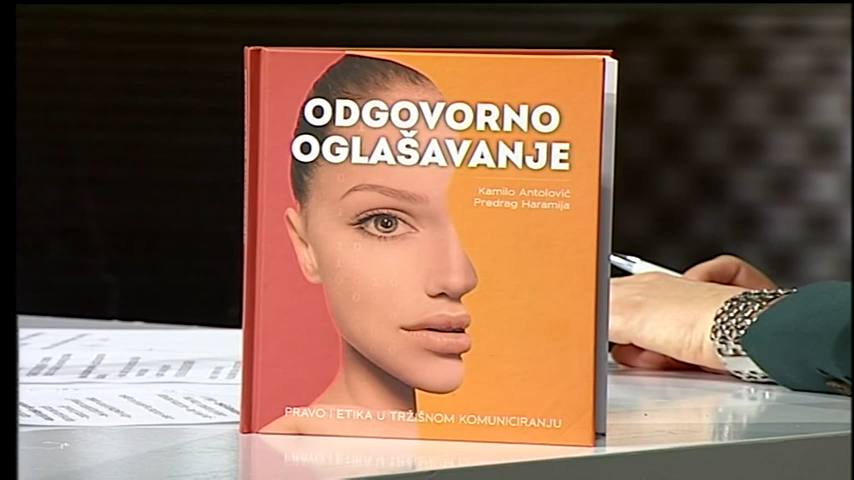 ODGOVORNO
OGLAŠAVANJE
Kamilo Antolović
Predrag Haramija
PRAVO I ETIKA U TRŽIŠNOM KOMUNICIRANJU